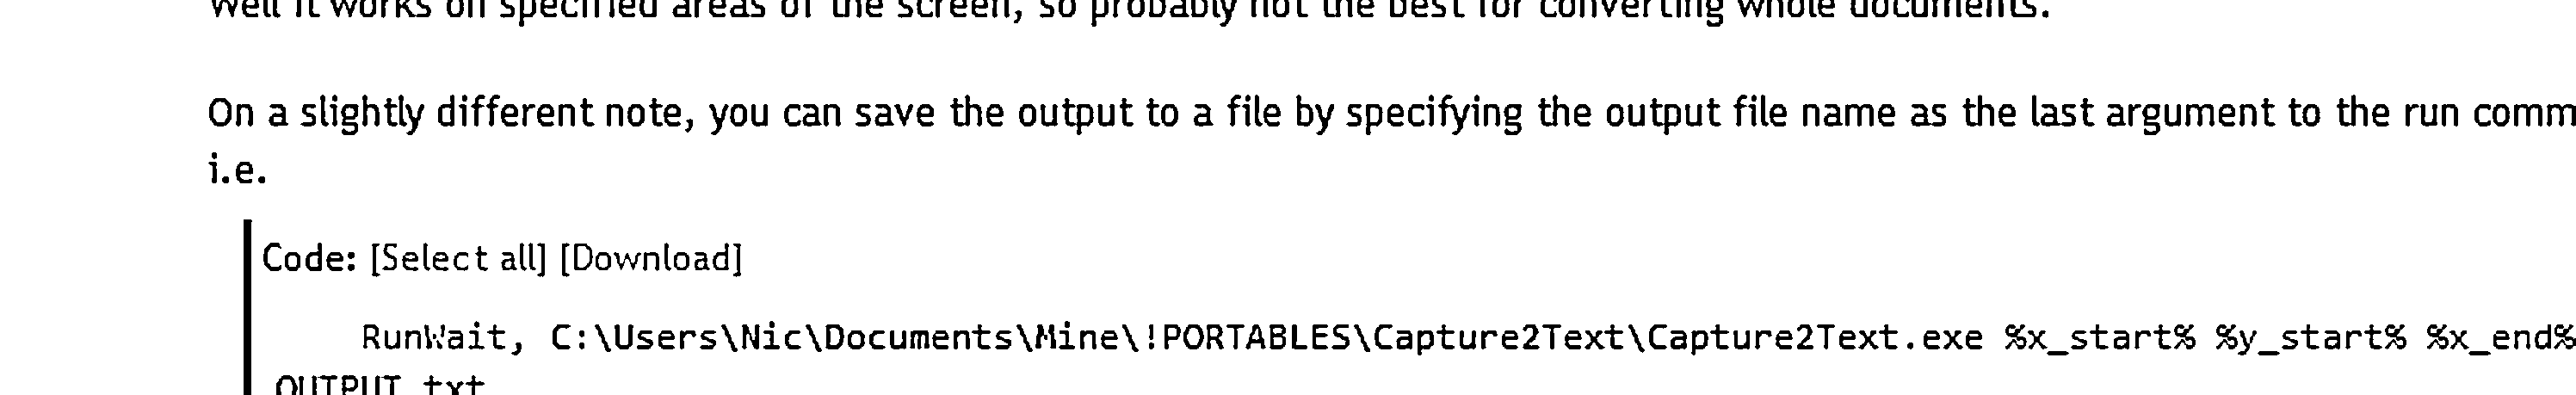 Well it works on specified areas of the screen, so probably not the best for converting whole documents.
On a slightly different note, you can save the output to a file by specifying the output file name as the last argument to the run comm
i.e.
Code: [Select all] [Download]
RunWait, C:\Users\Nic\Documents\Mine\!PORTABLES\Capture2Text\Capture2Text.exe %x_start% %y_start% %x_end%
OUTPUT.txt